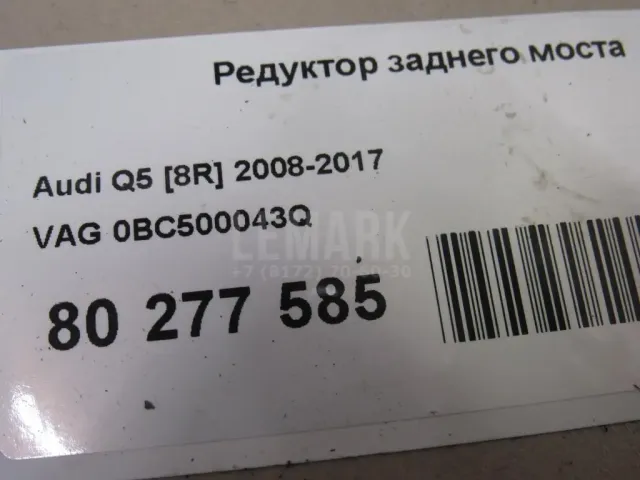 Редуктор заднего моста
Audi Q5 [8R] 2008-2017
VAG 0BC500043Q
LEMARK
80 277 585